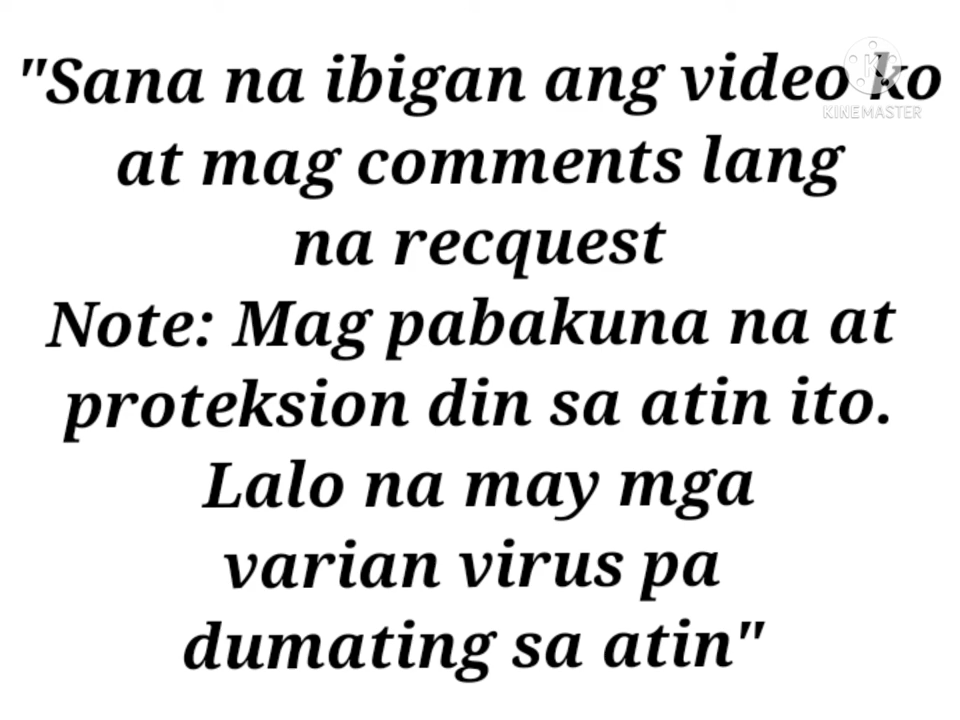 "Sana na ibigan ang video ko
KINEMASTER
at mag comments lang
na recquest
Note: Mag pabakuna na at
proteksion din sa atin ito.
Lalo na may mga
varian virus pa
dumating sa atin"